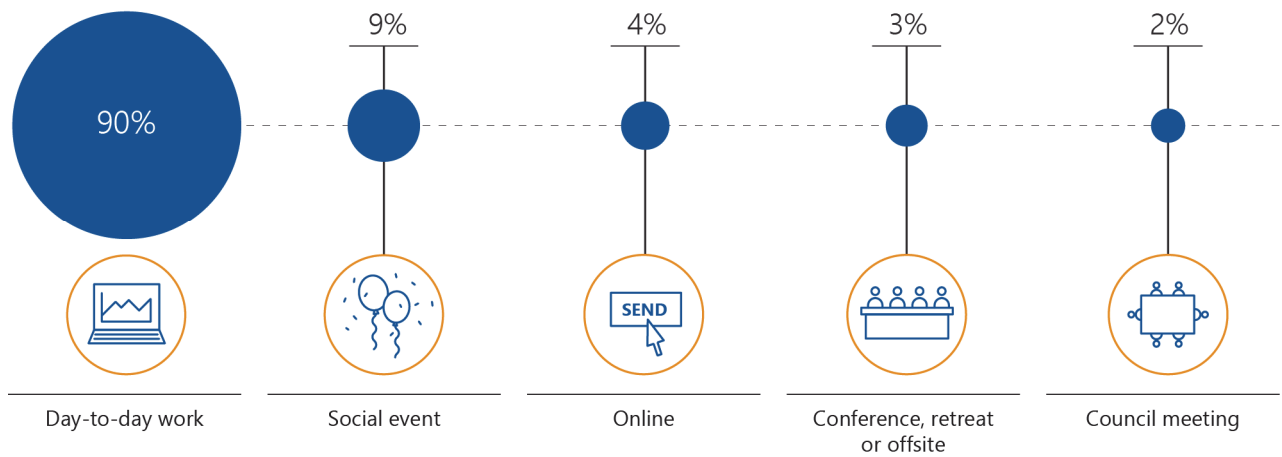 90%
9%
4%
3%
2%
SEND
Day-to-day work
Social event
Online
Conference, retreat
or offsite
Council meeting